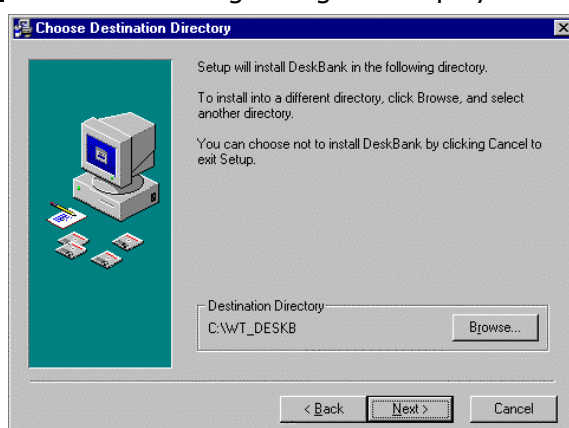 Choose Destination Directory
Setup will install DeskBank in the following directory.
To install into a different directory, click Browse, and select
another directory.
You can choose not to install DeskBank by clicking Cancel to
exit Setup.
Destination Directory
C:\WT_DESKB
Browse...
< Back
Next >
Cancel